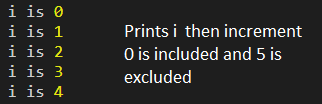 i is 0
i is 1
i is 2
i is 3
i is 4
Prints i then increment
0 is included and 5 is
excluded